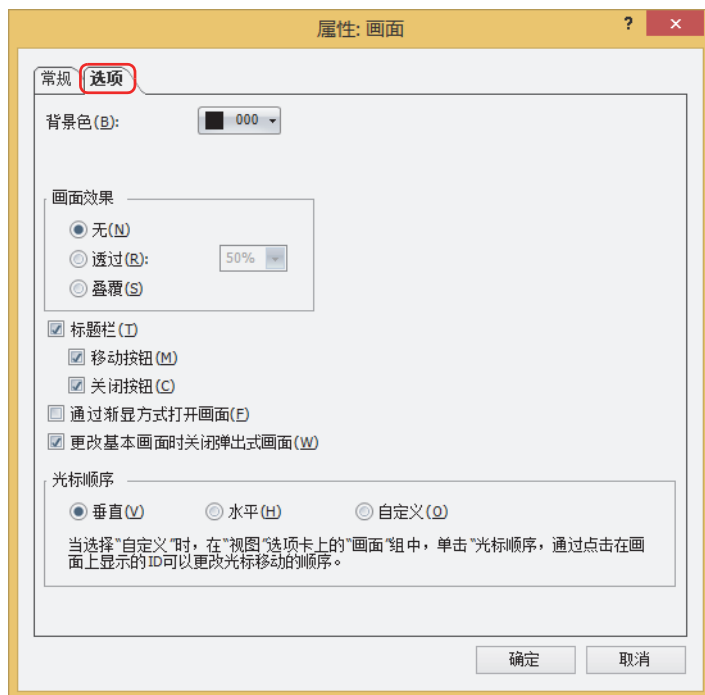 属性: 画面
?
×
常规 选项
背景色(B): 000
画面效果
无(N)
透过(R): 50%
叠覆(S)
标题栏(T)
移动按钮(M)
关闭按钮(C)
通过渐显方式打开画面(F)
更改基本画面时关闭弹出式画面(W)
光标顺序
垂直(V) 水平(H) 自定义(O)
当选择"自定义"时，在"视图"选项卡上的"画面"组中，单击"光标顺序，通过点击在画
面上显示的ID可以更改光标移动的顺序。
确定 取消